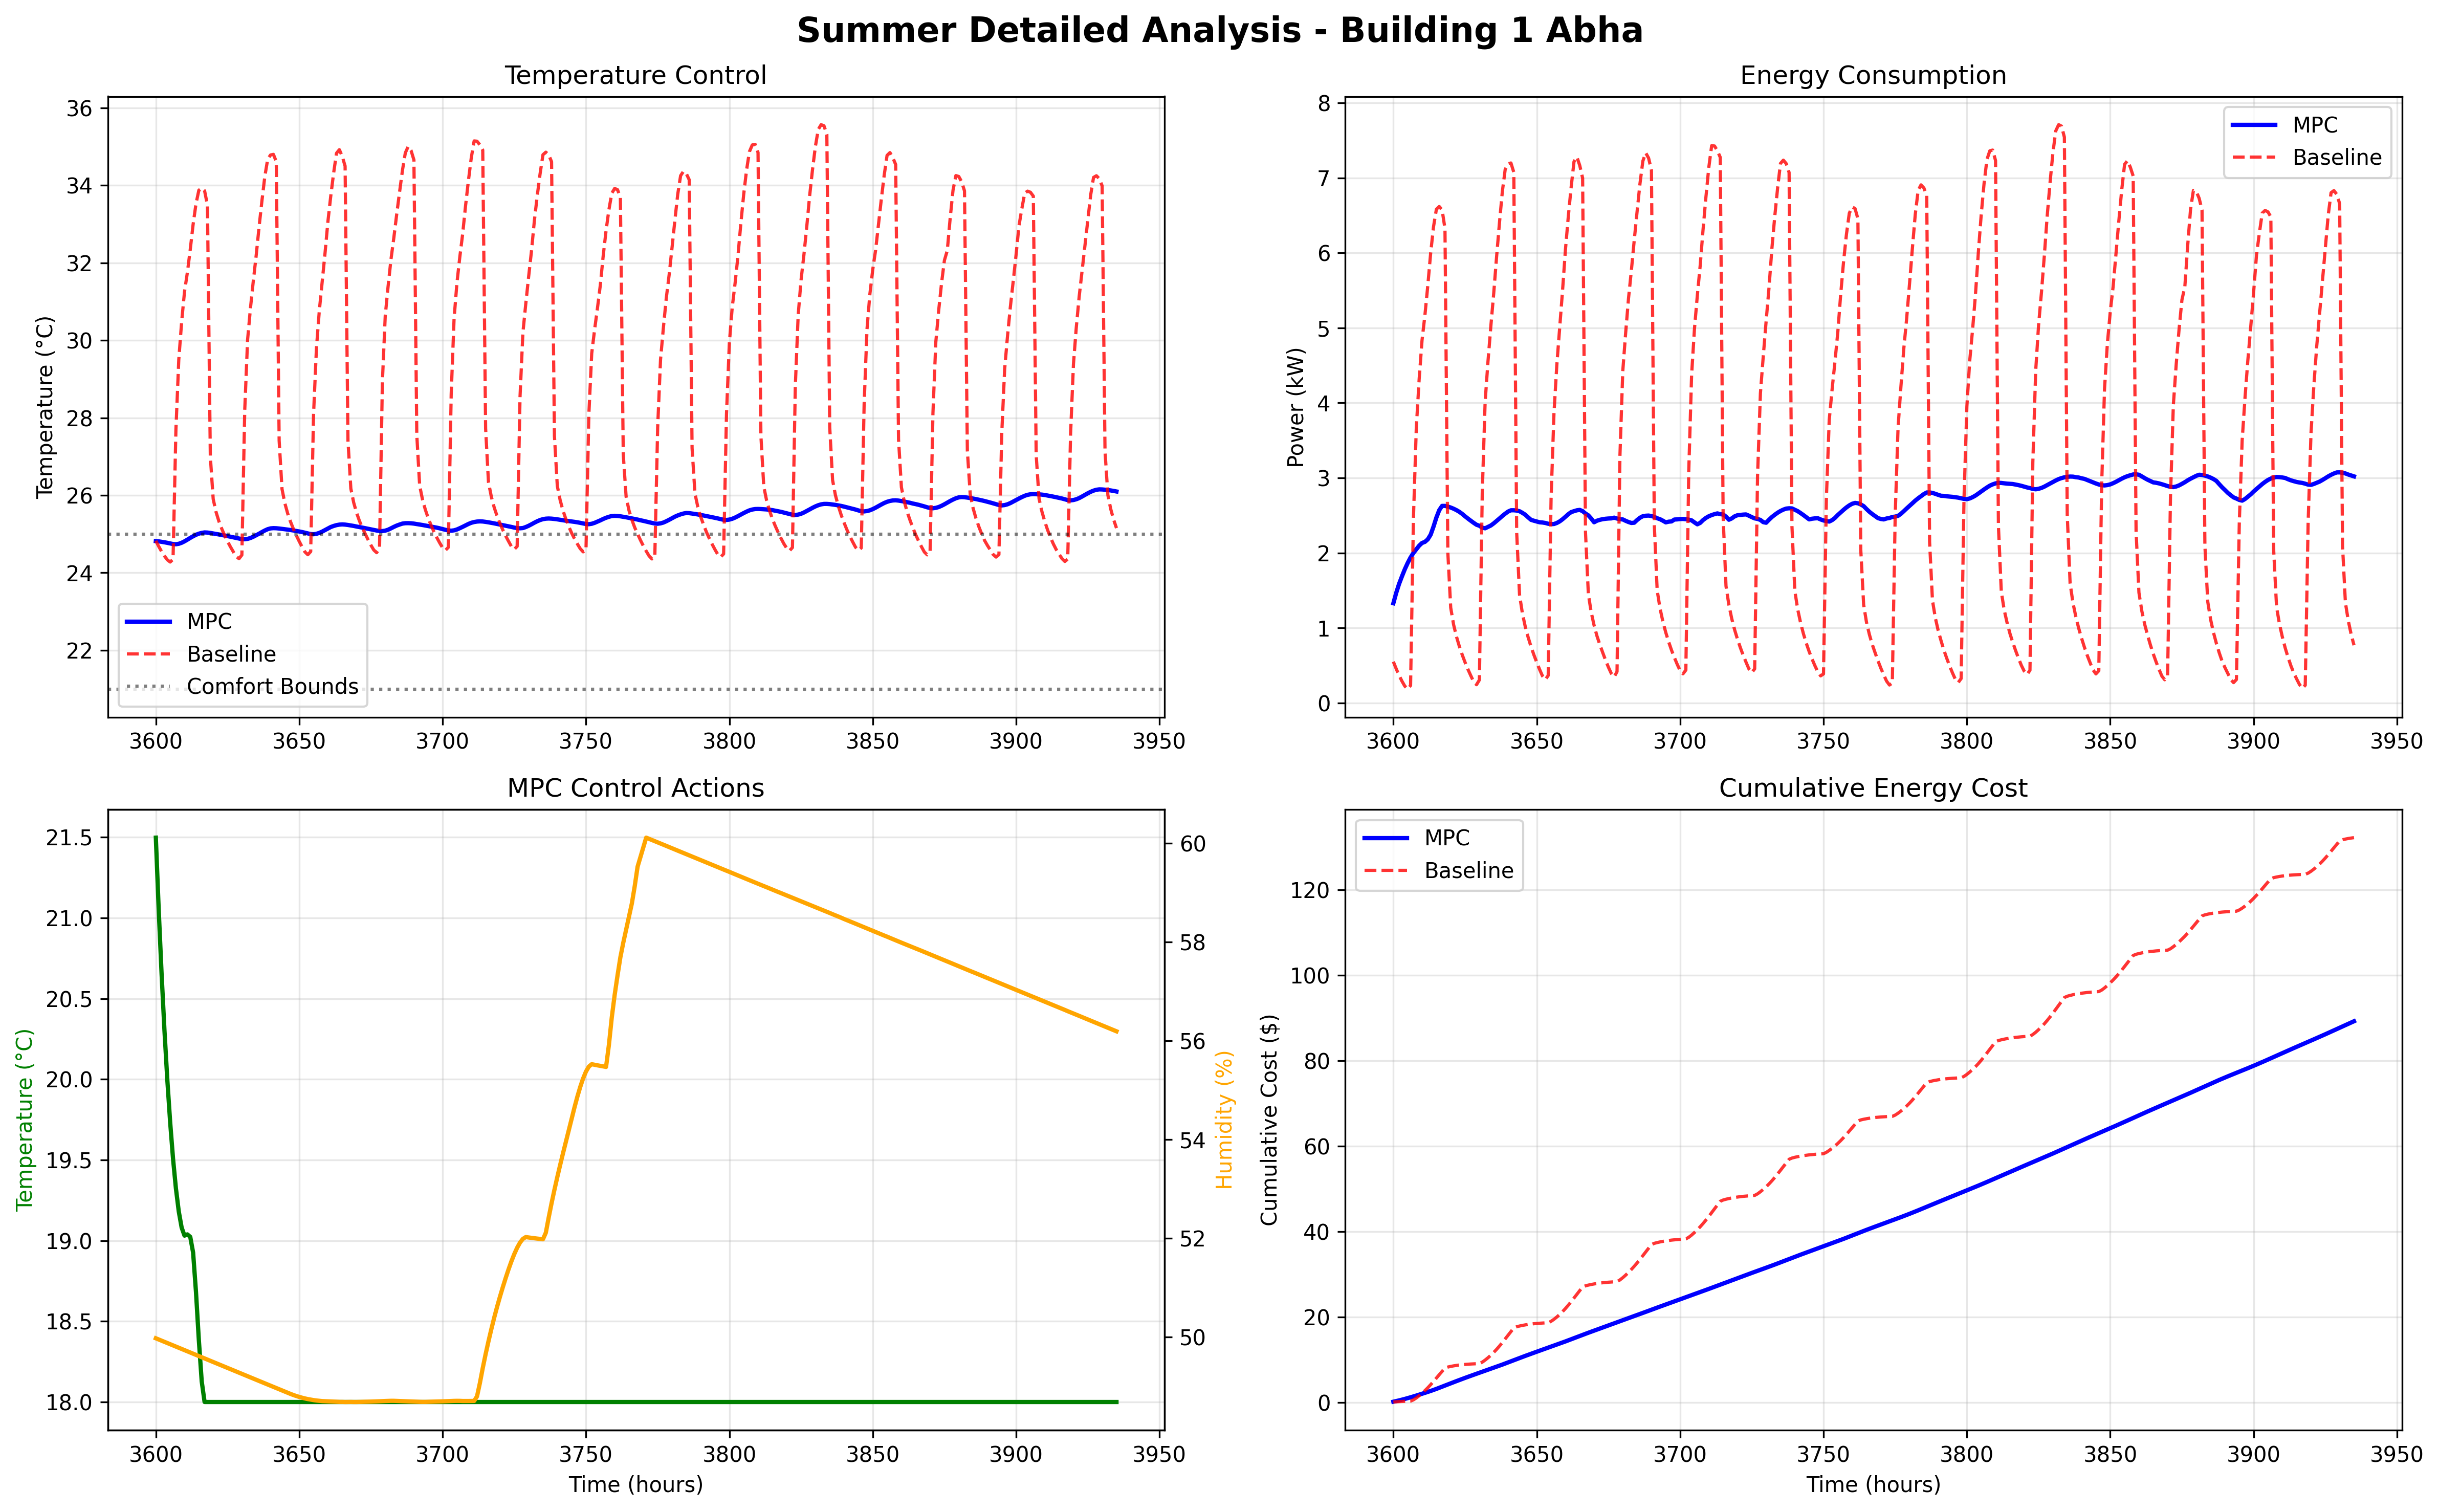 Summer Detailed Analysis - Building 1 Abha
Temperature Control
Temperature (°C)
36
34
32
30
28
26
24
22
MPC
Baseline
Comfort Bounds
3600 3650 3700 3750 3800 3850 3900 3950
Energy Consumption
Power (kW)
8
7
6
5
4
3
2
1
0
MPC
Baseline
3600 3650 3700 3750 3800 3850 3900 3950
MPC Control Actions
Temperature (°C)
21.5
21.0
20.5
20.0
19.5
19.0
18.5
18.0
60
58
56
54
52
50
Humidity (%)
3600 3650 3700 3750 3800 3850 3900 3950
Time (hours)
Cumulative Energy Cost
Cumulative Cost ($)
120
100
80
60
40
20
0
MPC
Baseline
3600 3650 3700 3750 3800 3850 3900 3950
Time (hours)